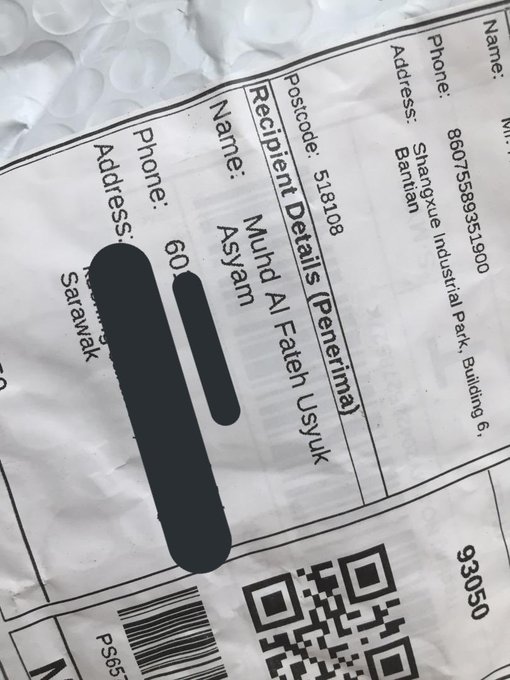 Name:
Phone: 86075589351900
Address: Shangxue Industrial Park, Building 6,
Bantian
Postcode: 518108
Recipient Details (Penerima)
Name: Muhd Al Fateh Usyuk
Asyam
Phone: 60
Address:
Sarawak
93050